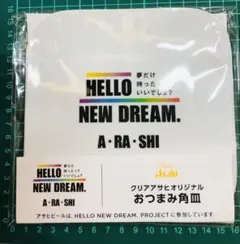 HELLO
夢だけ
持った
いいでしょ?
NEW DREAM.
A・RA・SHI
HELLO
夢だけ
持ったって
いいでしょ?
NEW DREAM.
A・RA・SHI
Asahi
クリアアサヒオリジナル
おつまみ角皿
アサヒビールは、HELLO NEW DREAM. PROJECTに参加しています